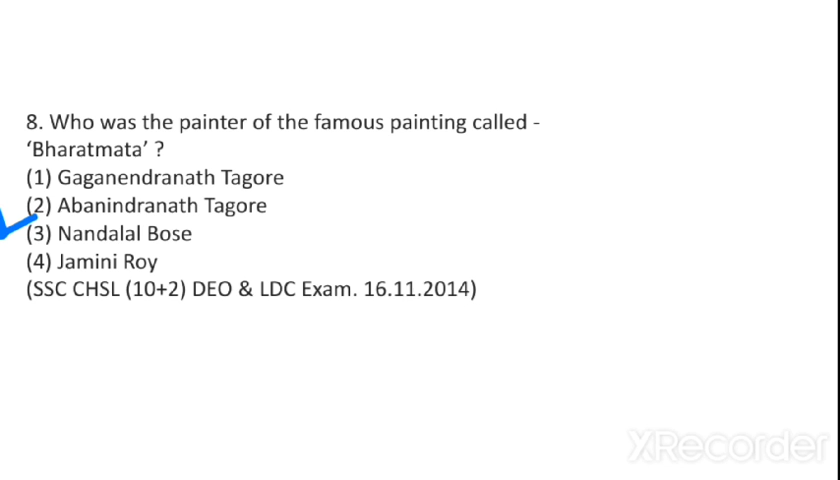 8. Who was the painter of the famous painting called -
‘Bharatmata’ ?
(1) Gaganendranath Tagore
(2) Abanindranath Tagore
(3) Nandalal Bose
(4) Jamini Roy
(SSC CHSL (10+2) DEO & LDC Exam. 16.11.2014)
XRecorder